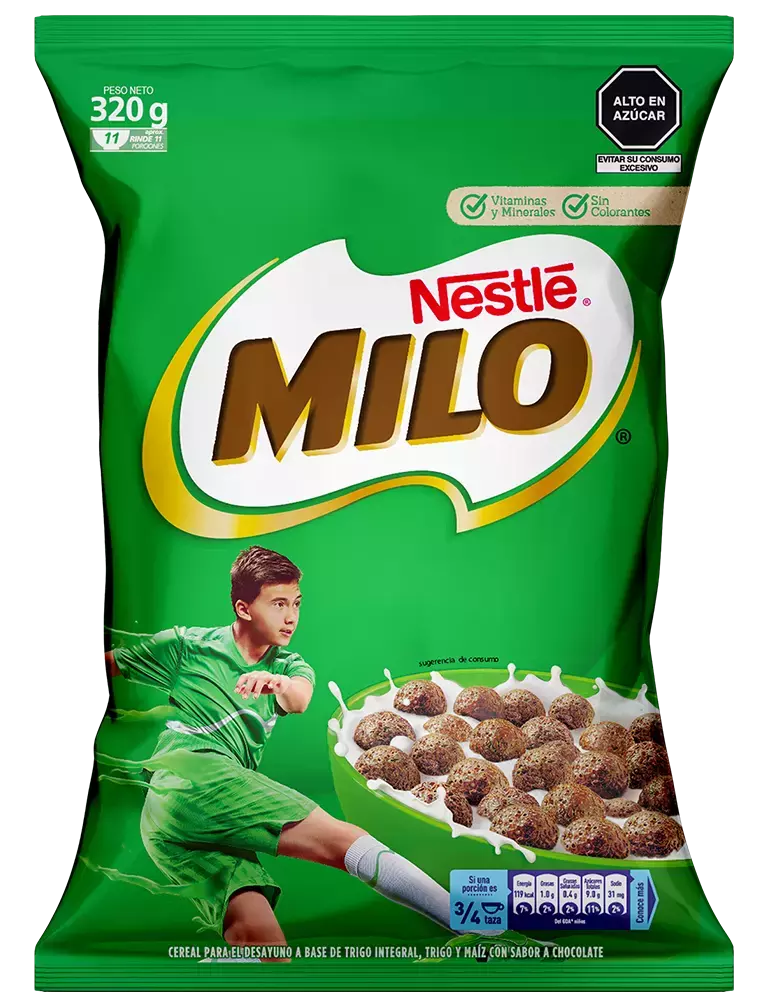 PESO NETO
320 g
11
aprox.
RINDE 11
PORCIONES
ALTO EN
AZÚCAR
EVITAR SU CONSUMO
EXCESIVO
Vitaminas
y Minerales
Sin
Colorantes
Nestlé®
MILO®
sugerencia de consumo
Si una
porción es
3/4 taza
Energía
119 kcal
7%
Grasas
1.0 g
2%
Grasas
Saturadas
0.4 g
2%
Azúcares
Totales
9.0 g
11%
Sodio
31 mg
2%
Del GDA* niños
Conoce más
CEREAL PARA EL DESAYUNO A BASE DE TRIGO INTEGRAL, TRIGO Y MAÍZ CON SABOR A CHOCOLATE